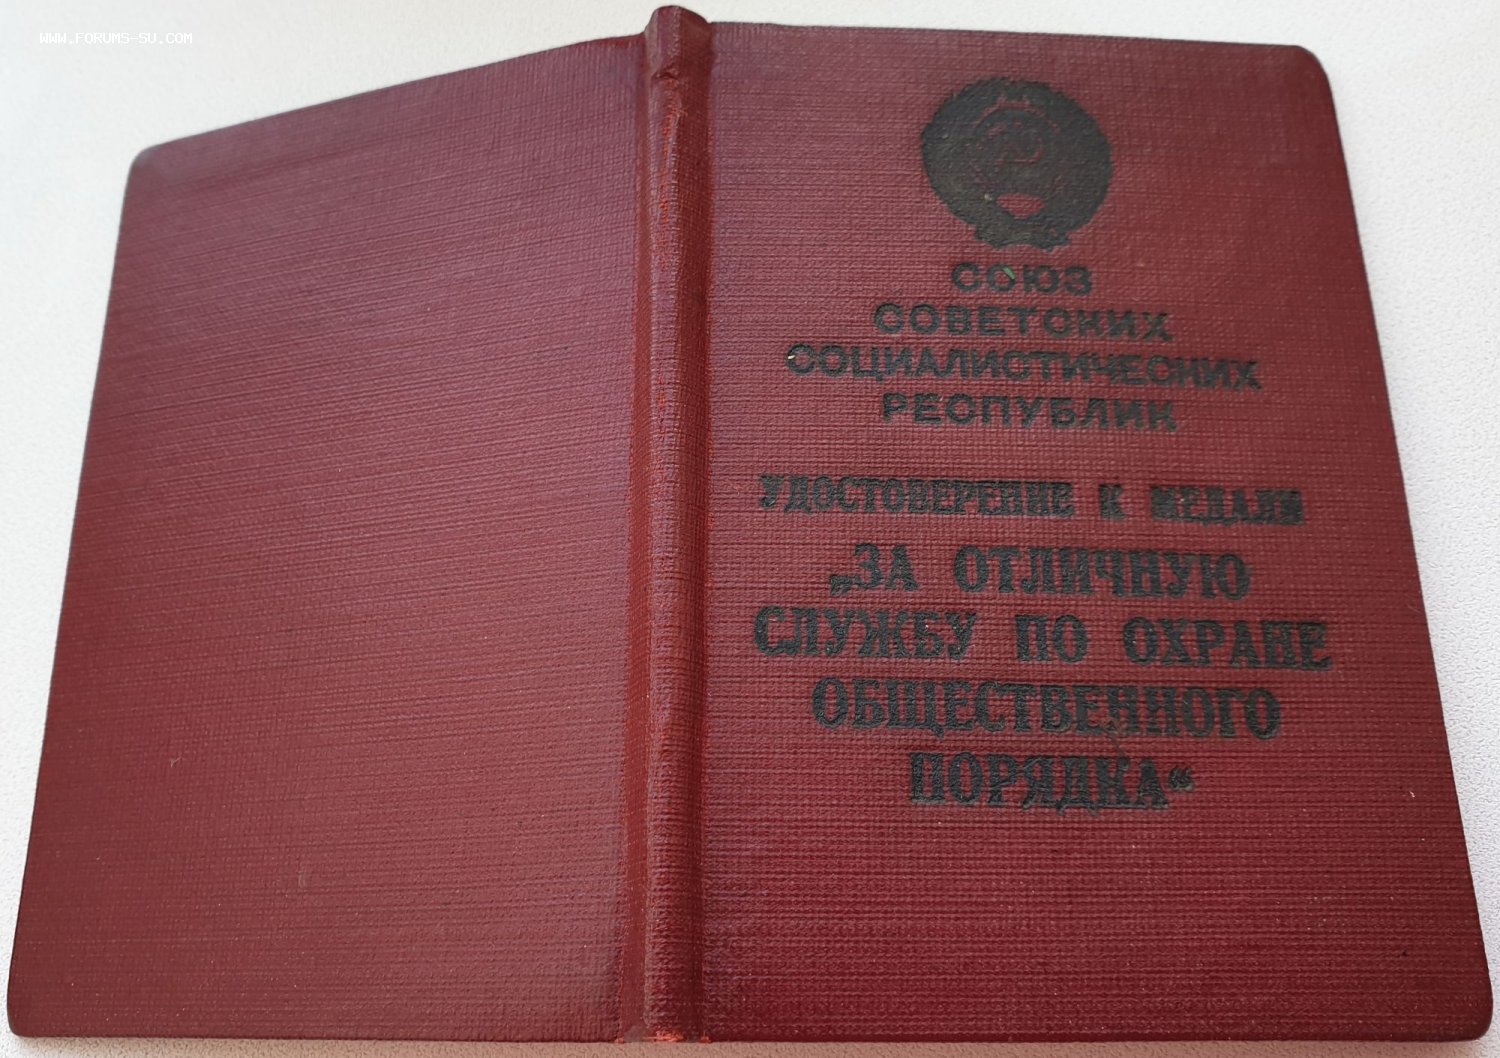 WWW.FORUMS-SU.COM
СОЮЗ
СОВЕТСКИХ
СОЦИАЛИСТИЧЕСКИХ
РЕСПУБЛИК
УДОСТОВЕРЕНИЕ К МЕДАЛИ
„ЗА ОТЛИЧНУЮ
СЛУЖБУ ПО ОХРАНЕ
ОБЩЕСТВЕННОГО
ПОРЯДКА“